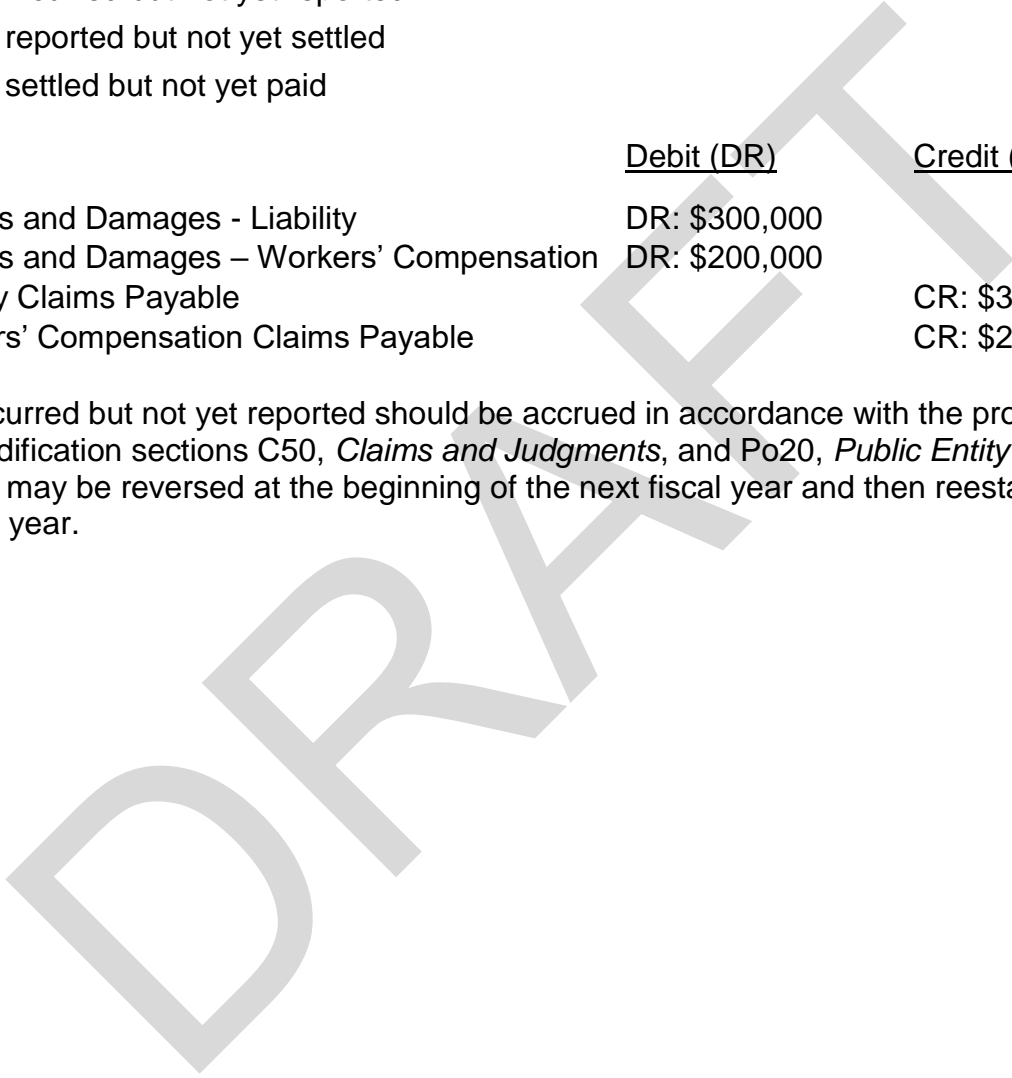 reported but not yet settled
settled but not yet paid
Debit (DR) Credit (
s and Damages - Liability DR: $300,000
s and Damages – Workers’ Compensation DR: $200,000
y Claims Payable CR: $3
rs’ Compensation Claims Payable CR: $2
curred but not yet reported should be accrued in accordance with the pro
dification sections C50, Claims and Judgments, and Po20, Public Entity
may be reversed at the beginning of the next fiscal year and then reesta
year.
DRAFT